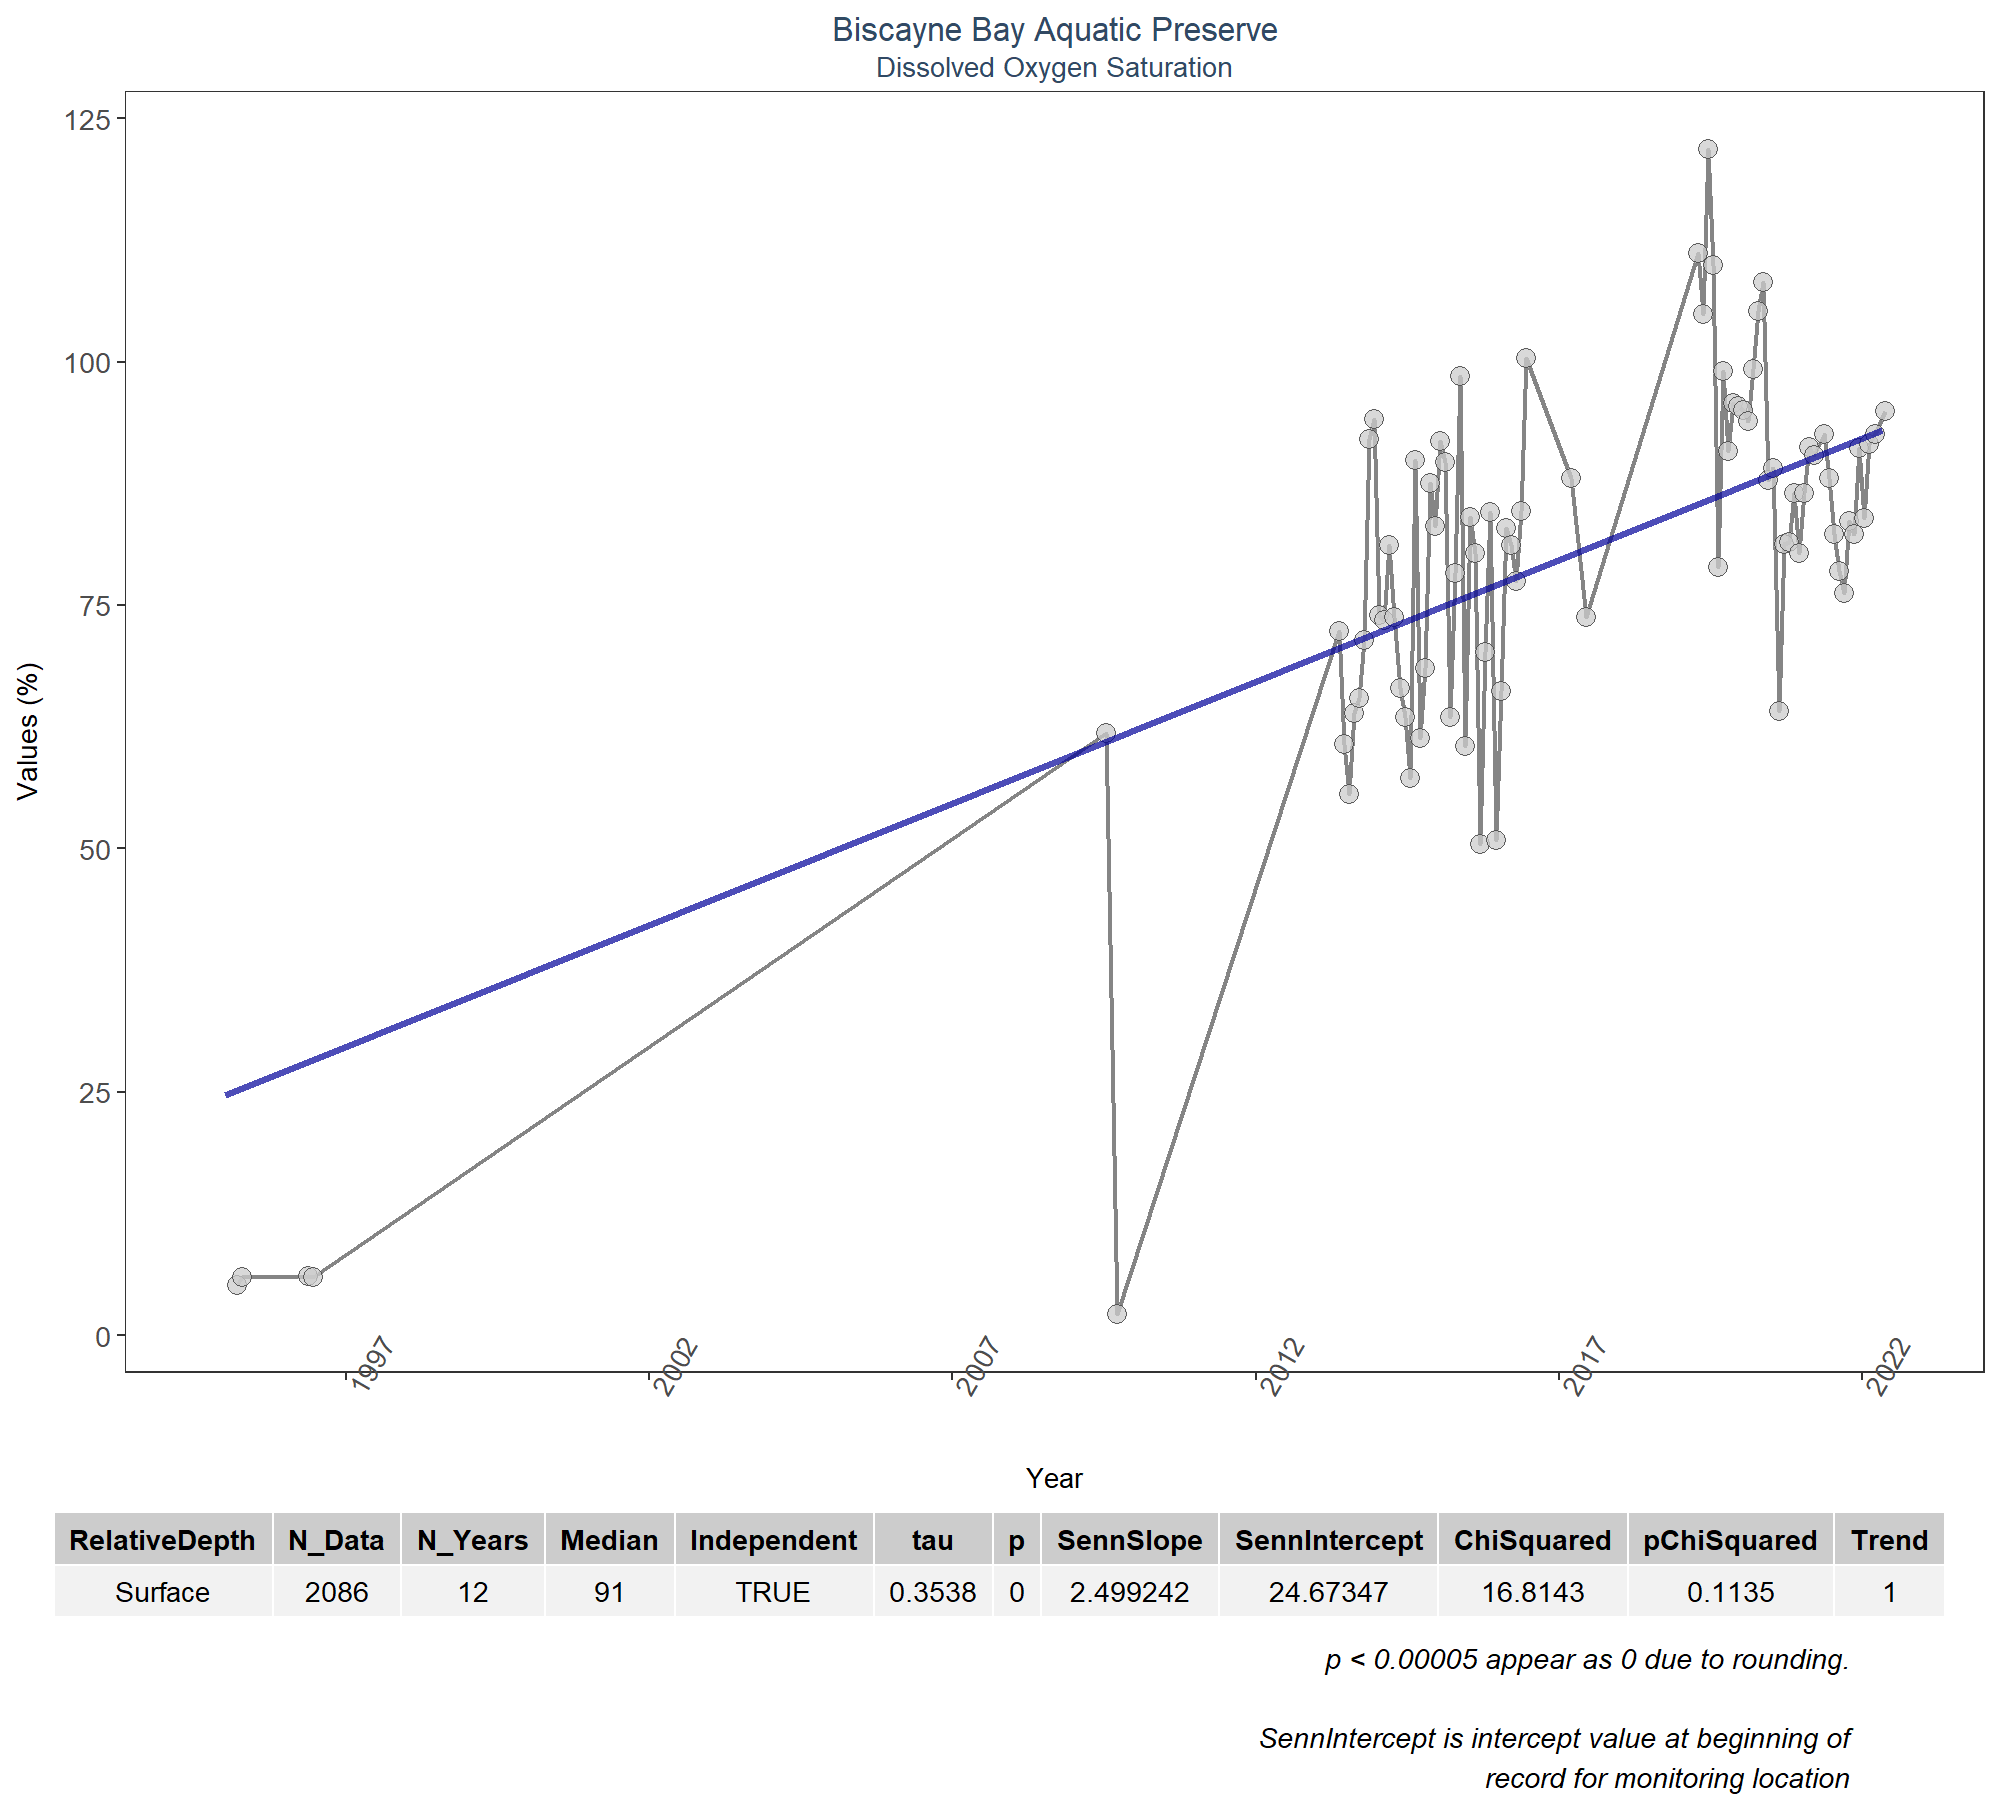 Biscayne Bay Aquatic Preserve
Dissolved Oxygen Saturation
125
100
75
50
25
0
Values (%)
1997
2002
2007
2012
2017
2022
Year
RelativeDepth N_Data N_Years Median Independent tau p SennSlope SennIntercept ChiSquared pChiSquared Trend
Surface 2086 12 91 TRUE 0.3538 0 2.499242 24.67347 16.8143 0.1135 1
p < 0.00005 appear as 0 due to rounding.
SennIntercept is intercept value at beginning of
record for monitoring location